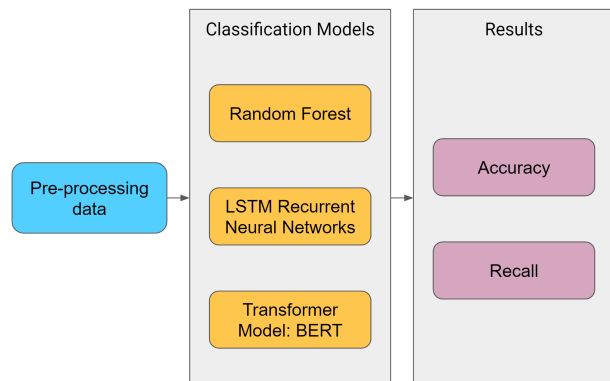 Classification Models
Results
Random Forest
Accuracy
Pre-processing
data
LSTM Recurrent
Neural Networks
Recall
Transformer
Model: BERT